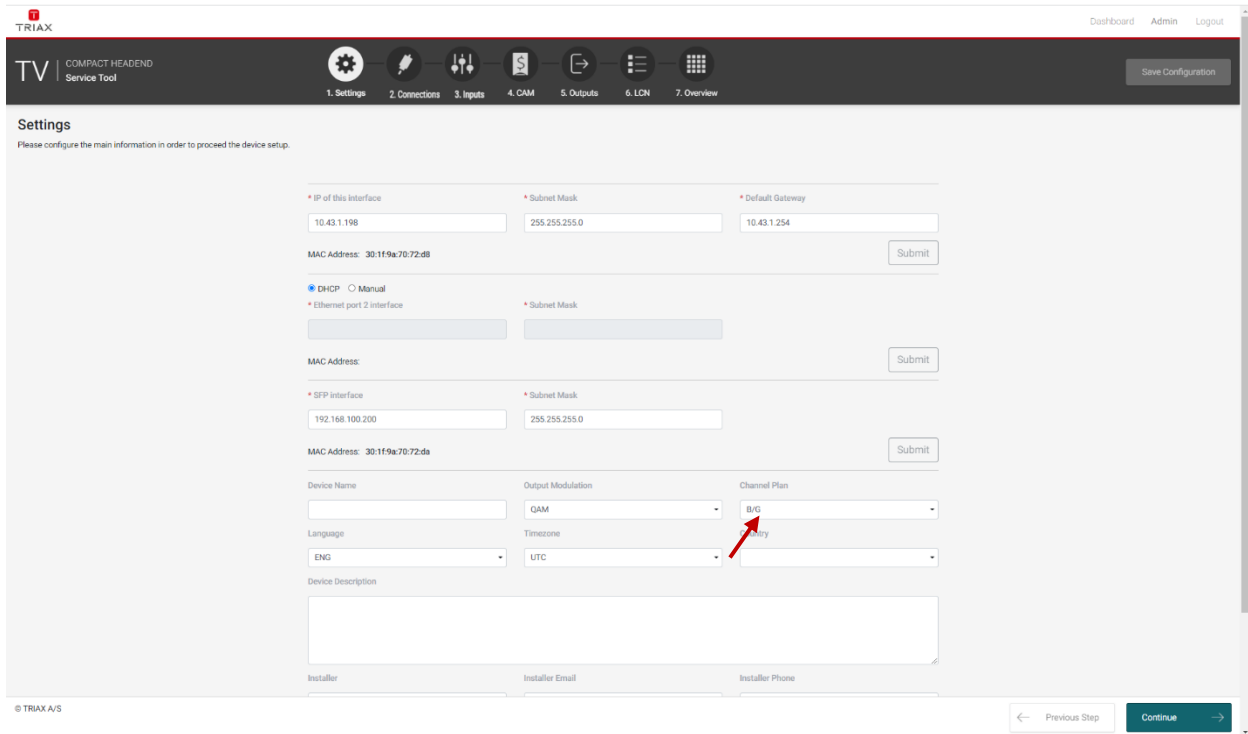 T
TRIAX
Dashboard Admin Logout
TV COMPACT HEADEND
Service Tool
1. Settings 2. Connections 3. Inputs 4. CAM 5. Outputs 6. LCN 7. Overview
Save Configuration
Settings
Please configure the main information in order to proceed the device setup.
* IP of this interface * Subnet Mask * Default Gateway
10.43.1.198 255.255.255.0 10.43.1.254
MAC Address: 30:1f:9a:70:72:d8 Submit
DHCP Manual
* Ethernet port 2 interface * Subnet Mask
MAC Address: Submit
* SFP interface * Subnet Mask
192.168.100.200 255.255.255.0
MAC Address: 30:1f:9a:70:72:da Submit
Device Name Output Modulation Channel Plan
QAM B/G
Language Timezone Country
ENG UTC
Device Description
Installer Installer Email Installer Phone
© TRIAX A/S
Previous Step Continue